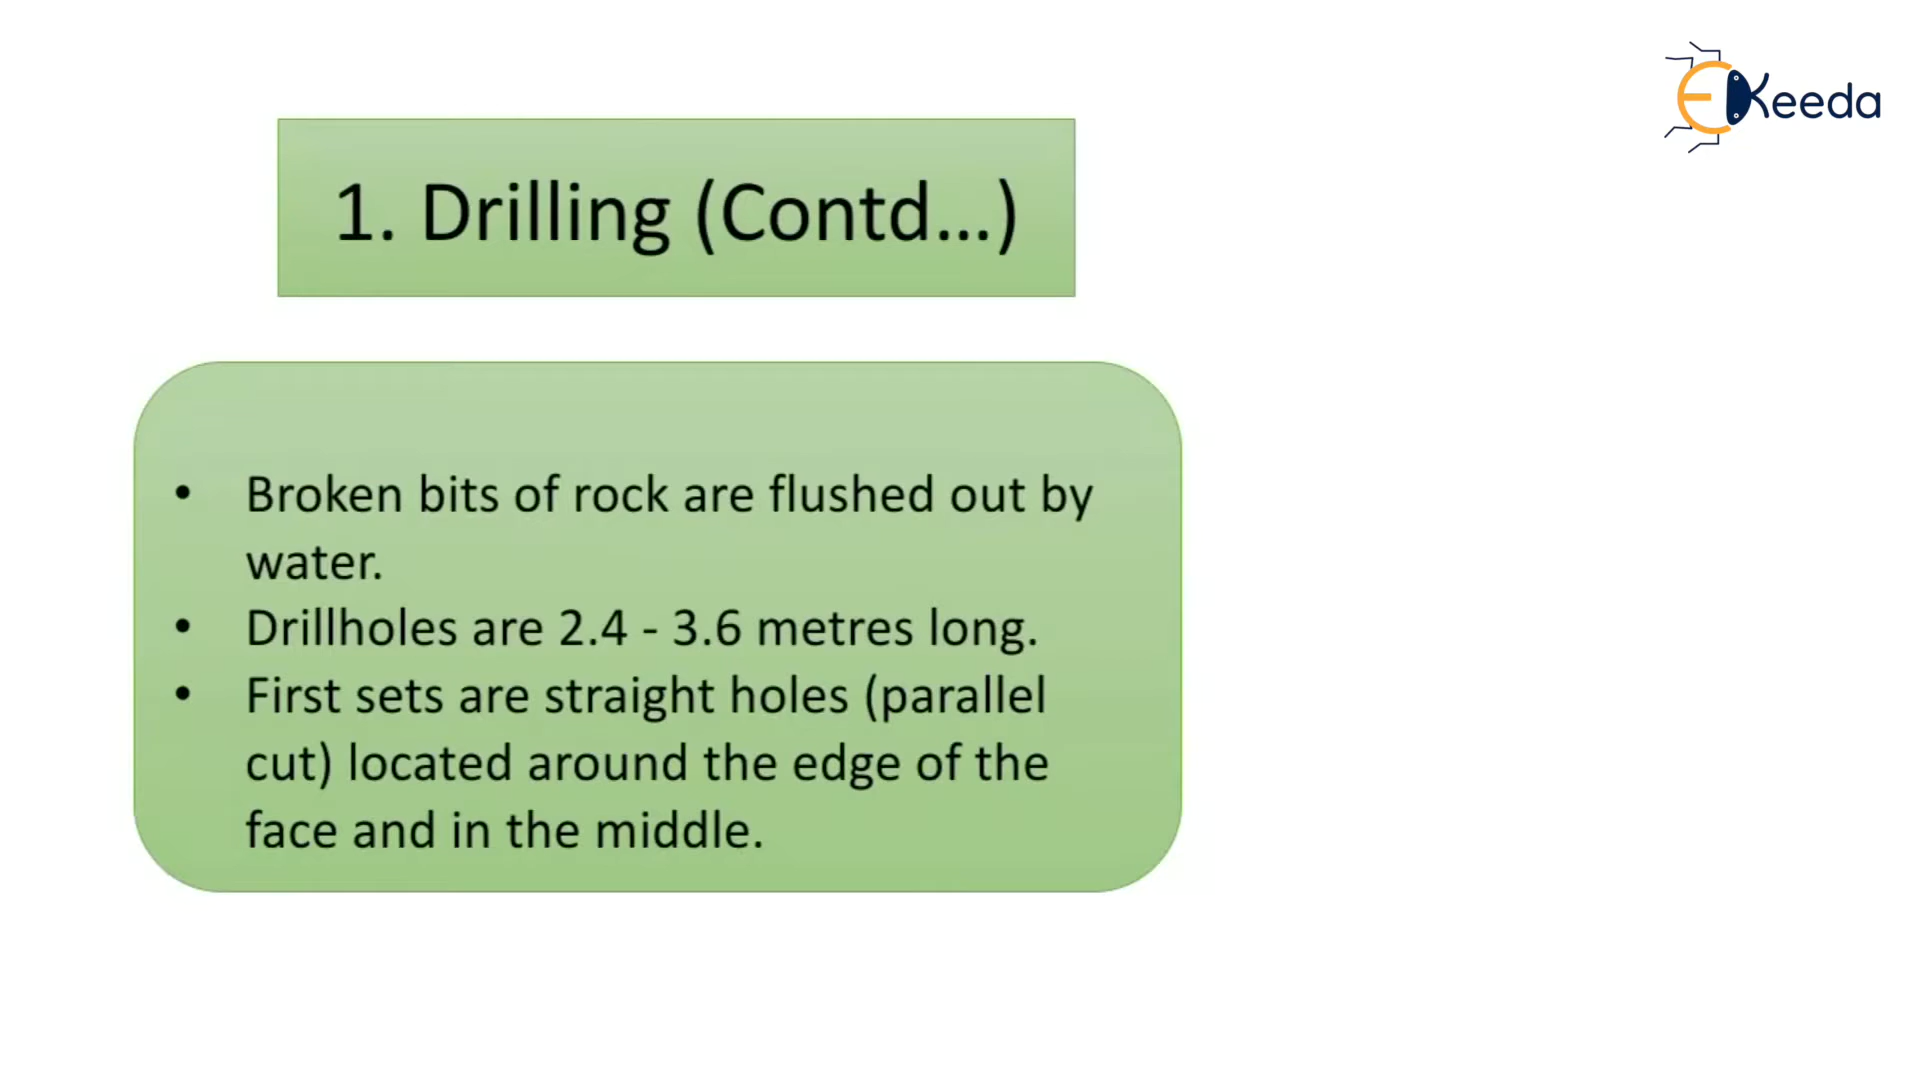 EKeeda
1. Drilling (Contd...)
• Broken bits of rock are flushed out by
water.
• Drillholes are 2.4 - 3.6 metres long.
• First sets are straight holes (parallel
cut) located around the edge of the
face and in the middle.